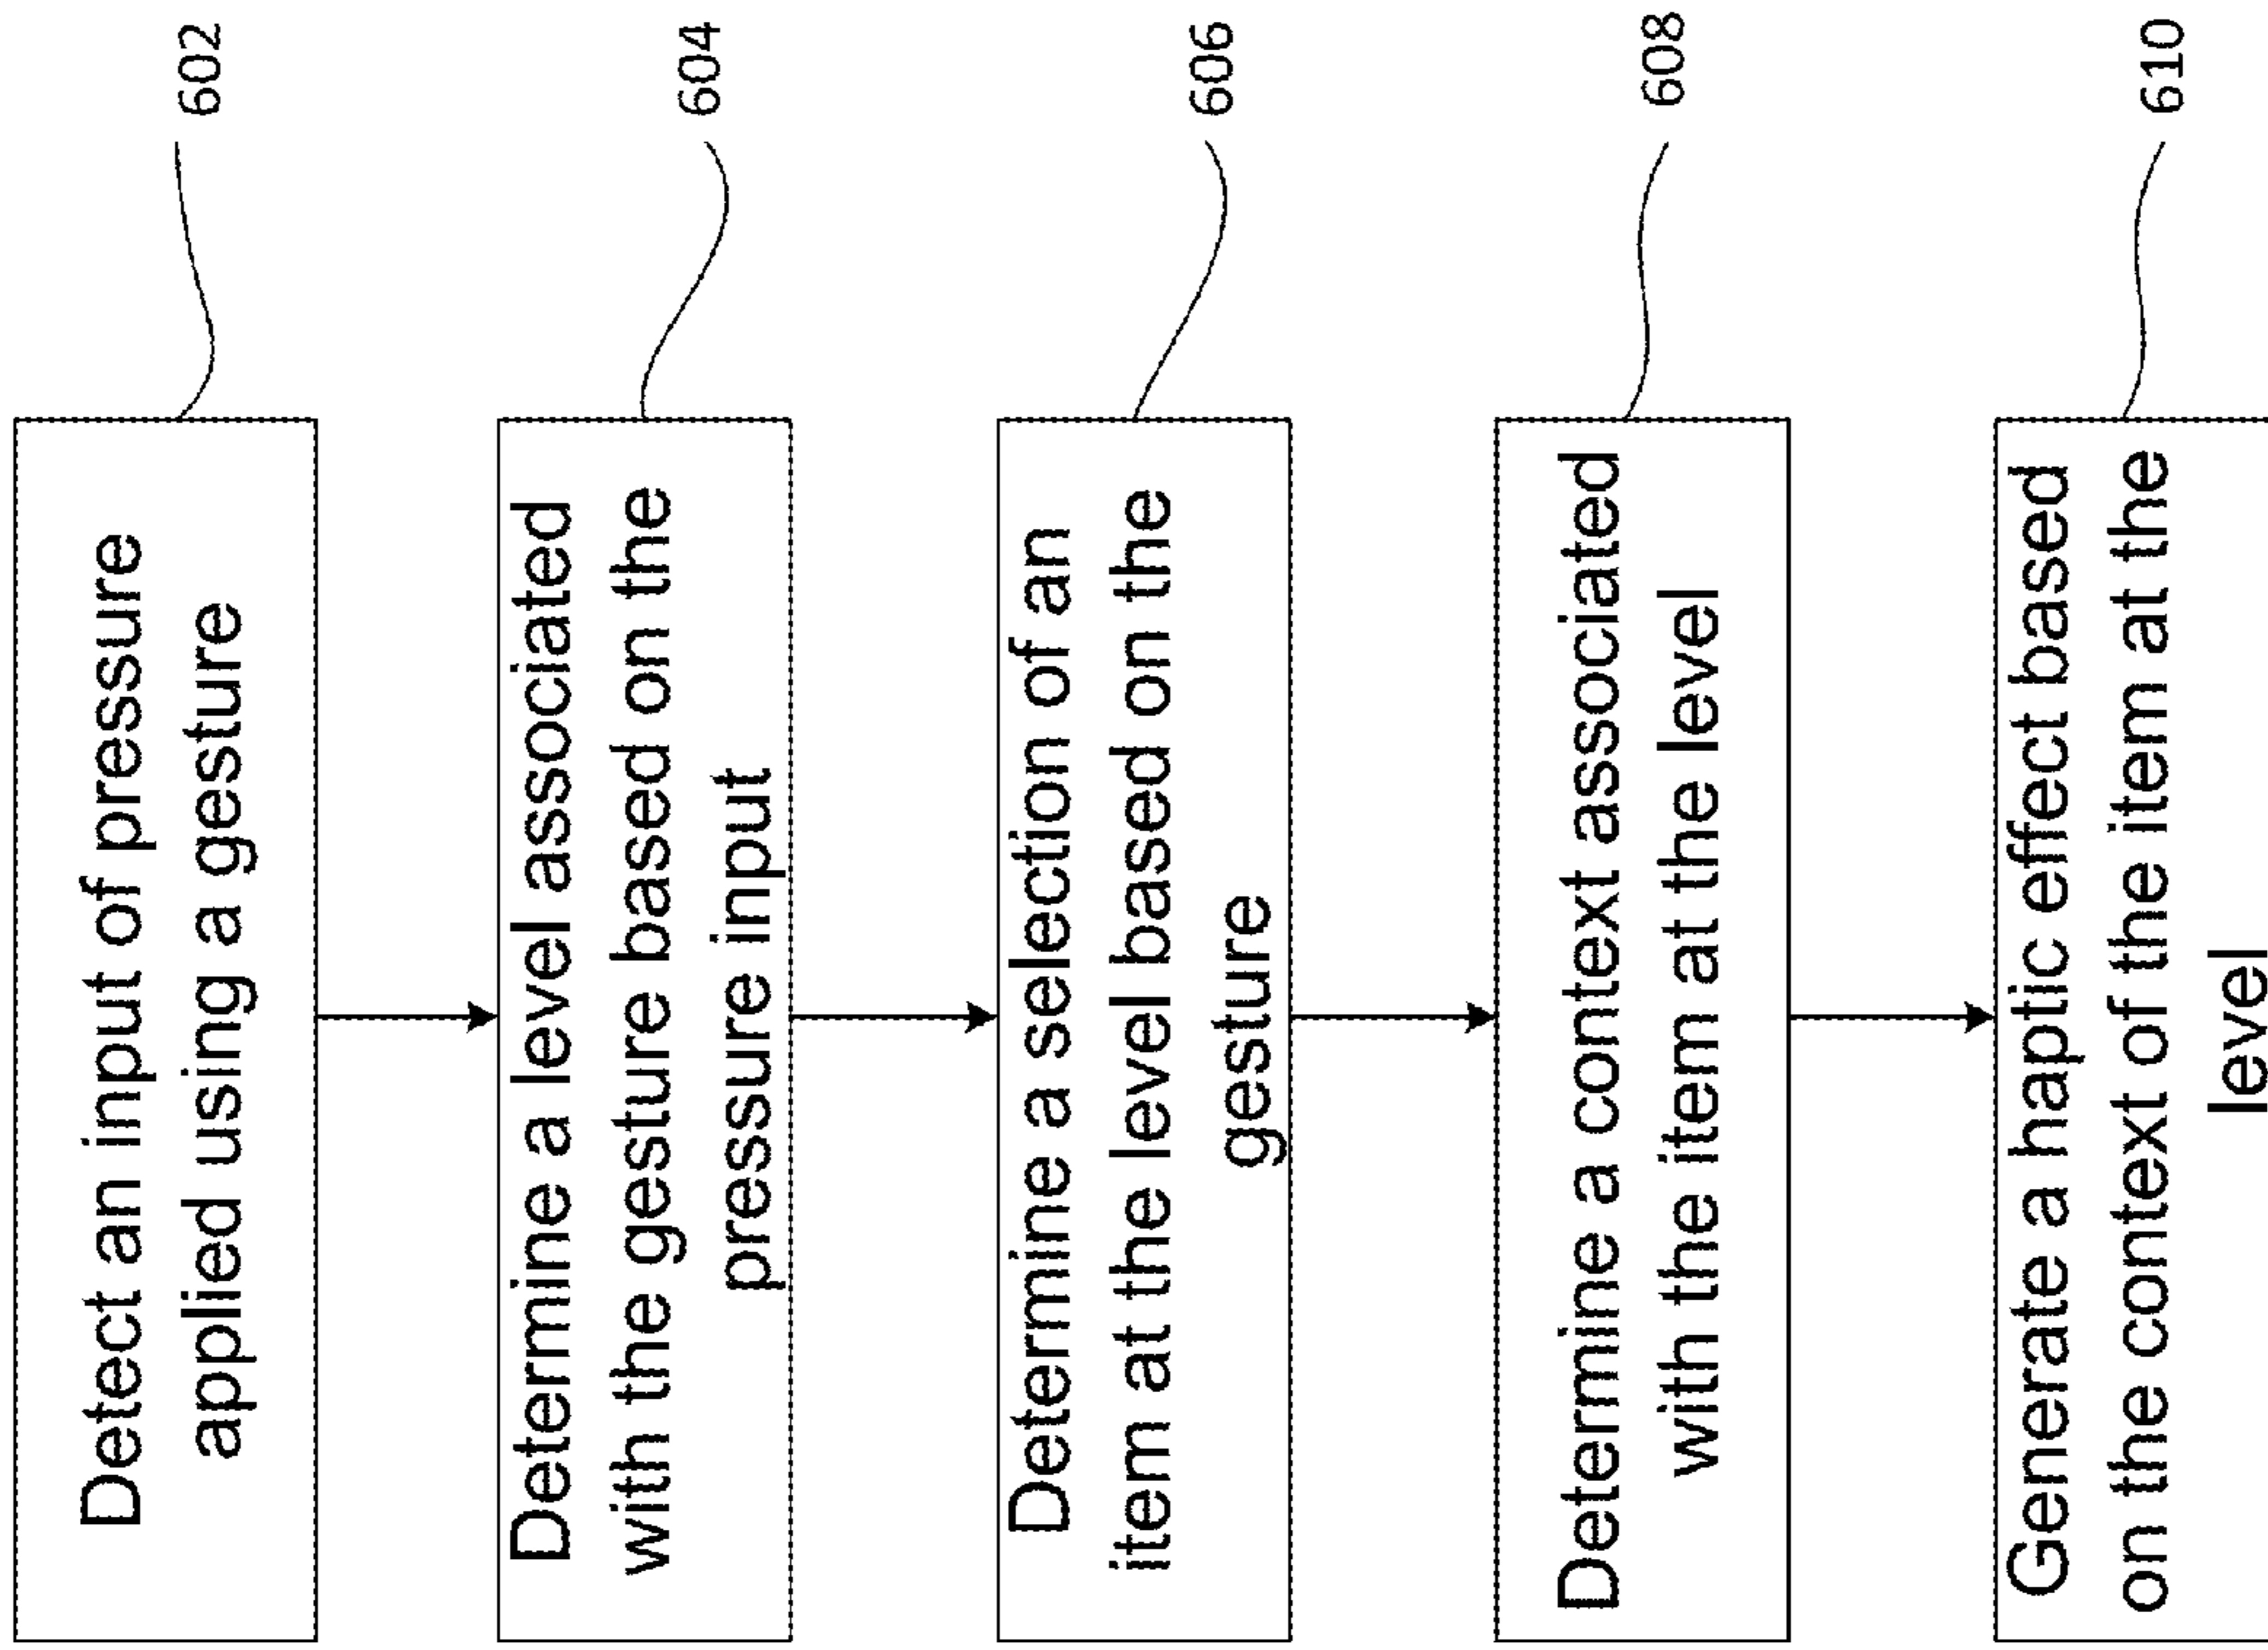 Detect an input of pressure
applied using a gesture
602
Determine a level associated
with the gesture based on the
pressure input
604
Determine a selection of an
item at the level based on the
gesture
606
Determine a context associated
with the item at the level
608
Generate a haptic effect based
on the context of the item at the
level
610